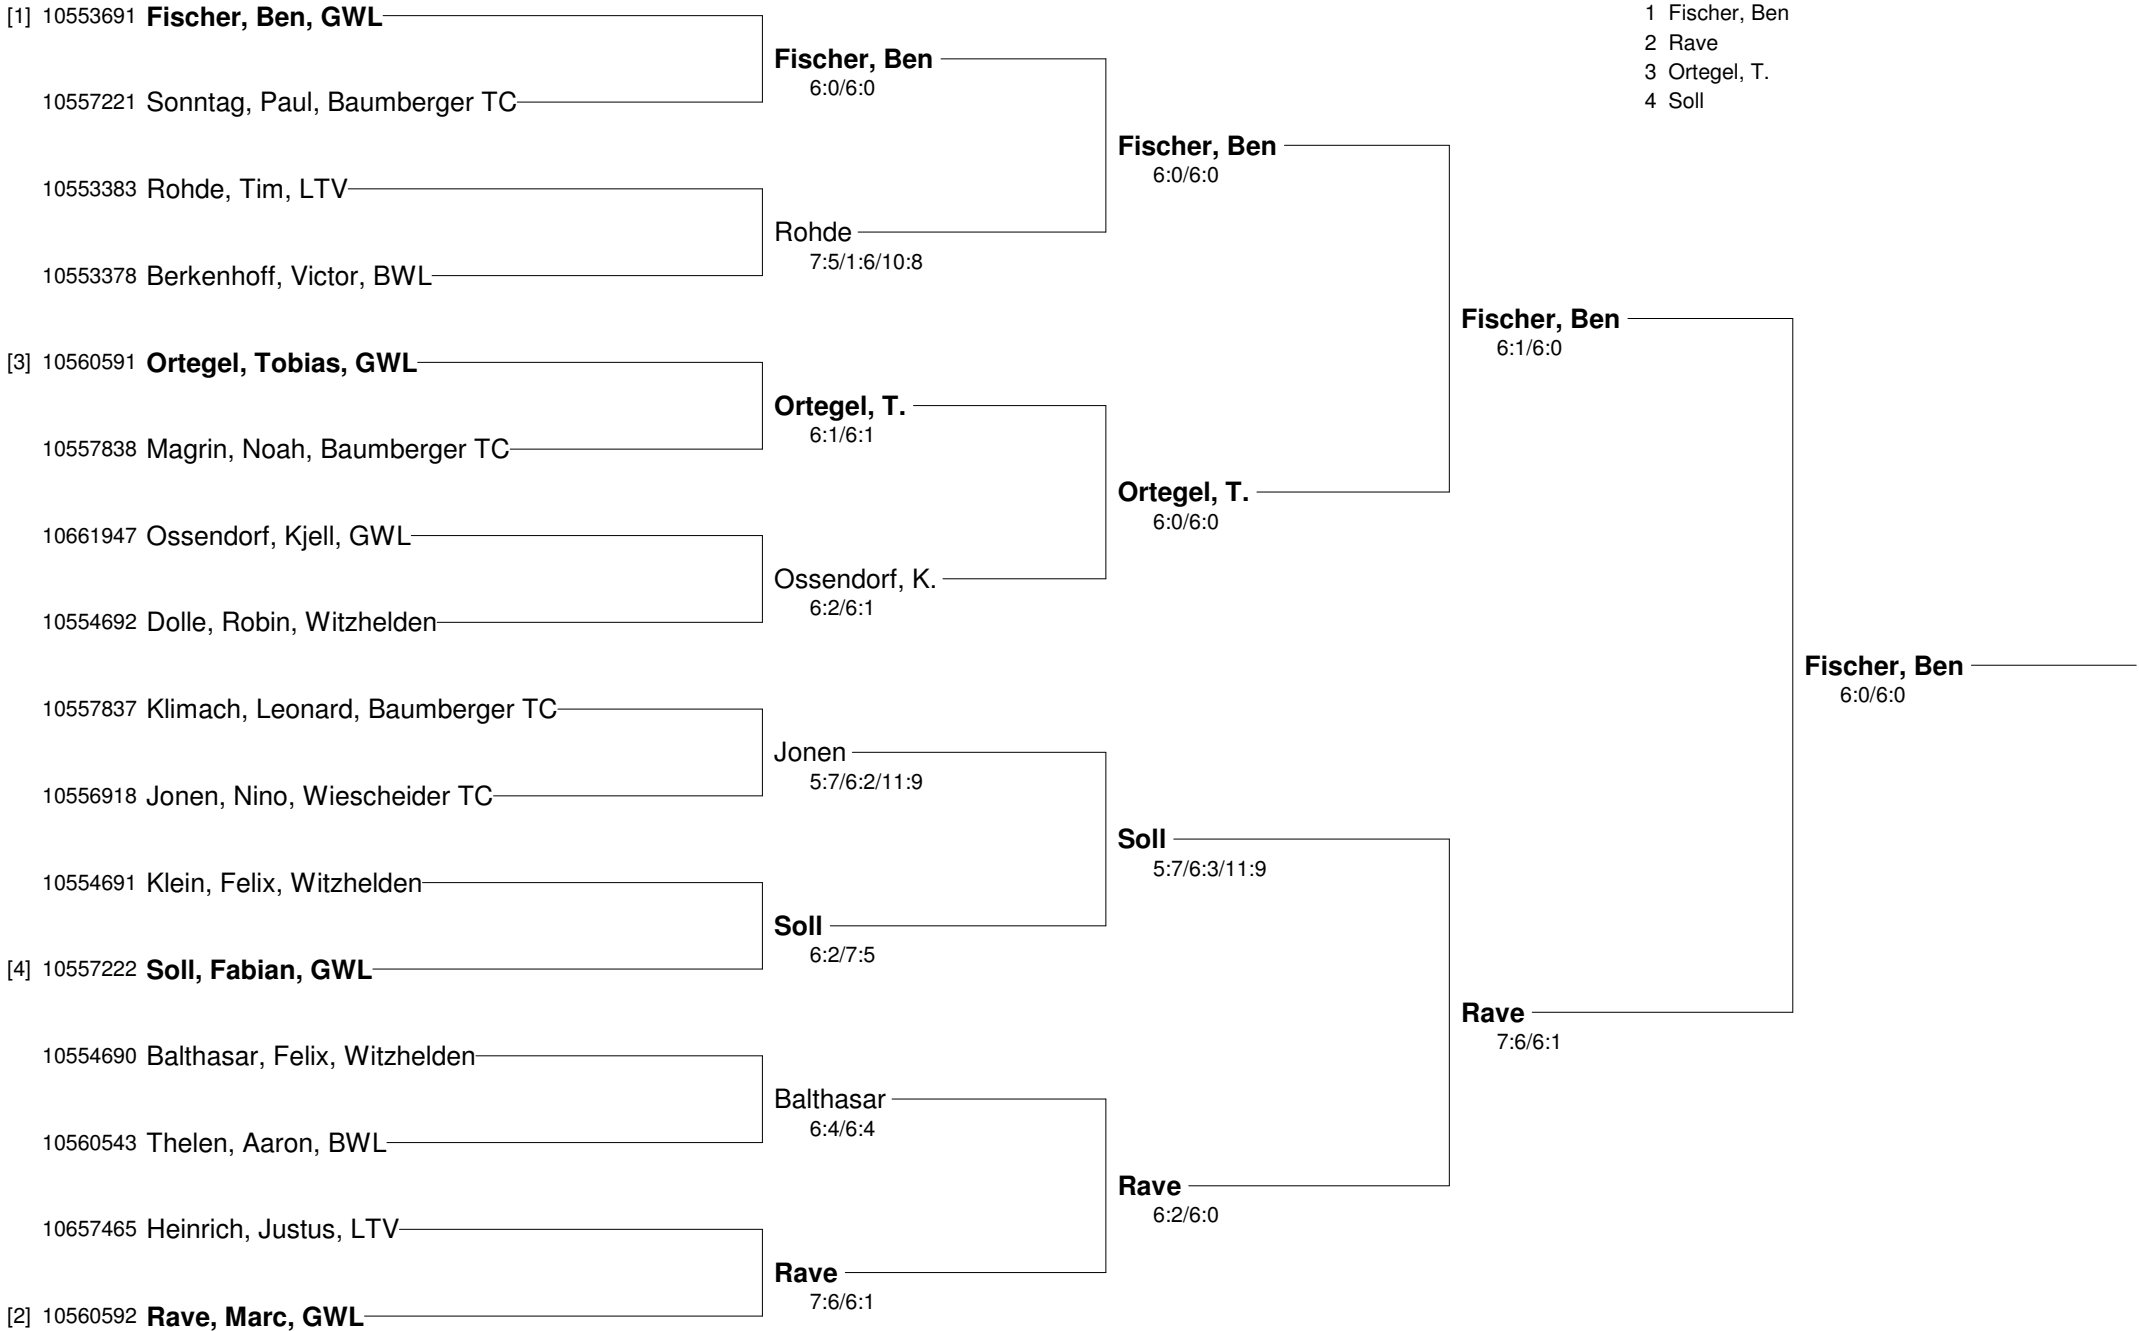 [1] 10553691 Fischer, Ben, GWL
10557221 Sonntag, Paul, Baumberger TC
10553383 Rohde, Tim, LTV
10553378 Berkenhoff, Victor, BWL
[3] 10560591 Ortegel, Tobias, GWL
10557838 Magrin, Noah, Baumberger TC
10661947 Ossendorf, Kjell, GWL
10554692 Dolle, Robin, Witzhelden
10557837 Klimach, Leonard, Baumberger TC
10556918 Jonen, Nino, Wiescheider TC
10554691 Klein, Felix, Witzhelden
[4] 10557222 Soll, Fabian, GWL
10554690 Balthasar, Felix, Witzhelden
10560543 Thelen, Aaron, BWL
10657465 Heinrich, Justus, LTV
[2] 10560592 Rave, Marc, GWL
Fischer, Ben
6:0/6:0
Rohde
7:5/1:6/10:8
Ortegel, T.
6:1/6:1
Ossendorf, K.
6:2/6:1
Jonen
5:7/6:2/11:9
Soll
6:2/7:5
Balthasar
6:4/6:4
Rave
7:6/6:1
Fischer, Ben
6:0/6:0
Ortegel, T.
6:0/6:0
Soll
5:7/6:3/11:9
Rave
6:2/6:0
Fischer, Ben
6:1/6:0
Rave
7:6/6:1
Fischer, Ben
6:0/6:0
1 Fischer, Ben
2 Rave
3 Ortegel, T.
4 Soll